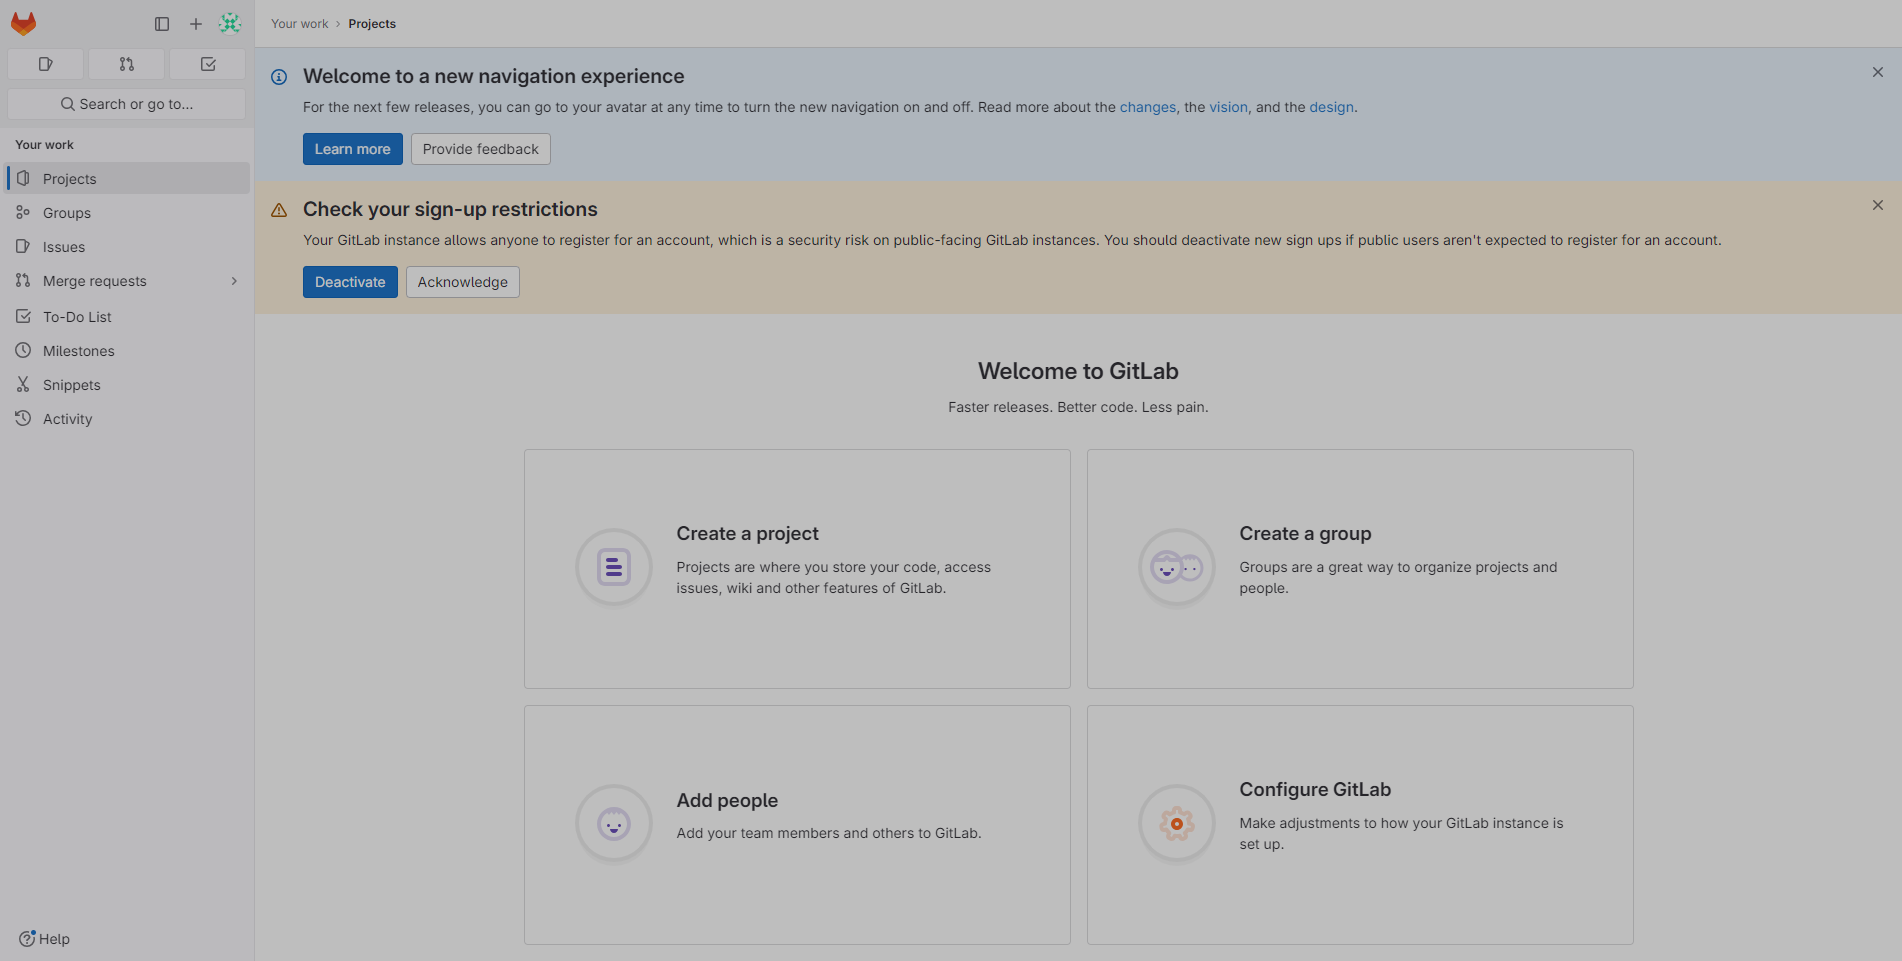 Your work › Projects
Search or go to...
Your work
Projects
Groups
Issues
Merge requests
To-Do List
Milestones
Snippets
Activity
Help
Welcome to a new navigation experience
For the next few releases, you can go to your avatar at any time to turn the new navigation on and off. Read more about the changes, the vision, and the design.
Learn more
Provide feedback
Check your sign-up restrictions
Your GitLab instance allows anyone to register for an account, which is a security risk on public-facing GitLab instances. You should deactivate new sign ups if public users aren't expected to register for an account.
Deactivate
Acknowledge
Welcome to GitLab
Faster releases. Better code. Less pain.
Create a project
Projects are where you store your code, access
issues, wiki and other features of GitLab.
Create a group
Groups are a great way to organize projects and
people.
Add people
Add your team members and others to GitLab.
Configure GitLab
Make adjustments to how your GitLab instance is
set up.